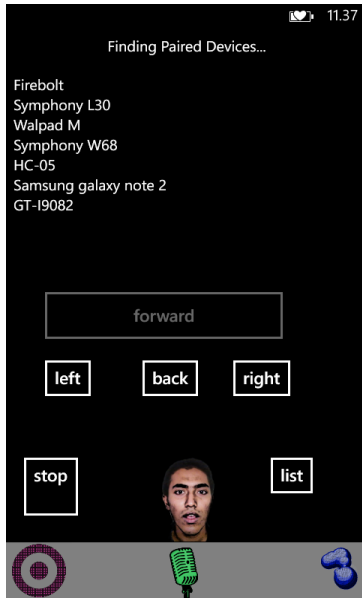 11.37
Finding Paired Devices...
Firebolt
Symphony L30
Walpad M
Symphony W68
HC-05
Samsung galaxy note 2
GT-I9082
forward
left back right
stop list